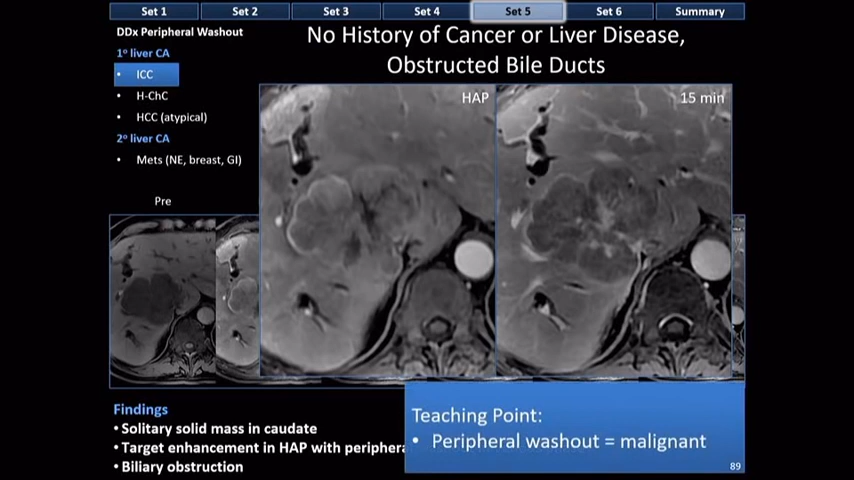 Set 1 Set 2 Set 3 Set 4 Set 5 Set 6 Summary
DDx Peripheral Washout
1º liver CA
• ICC
• H-ChC
• HCC (atypical)
2º liver CA
• Mets (NE, breast, GI)
No History of Cancer or Liver Disease,
Obstructed Bile Ducts
HAP
15 min
Pre
Findings
• Solitary solid mass in caudate
• Target enhancement in HAP with
• Biliary obstruction
Teaching Point:
• Peripheral washout = malignant
89